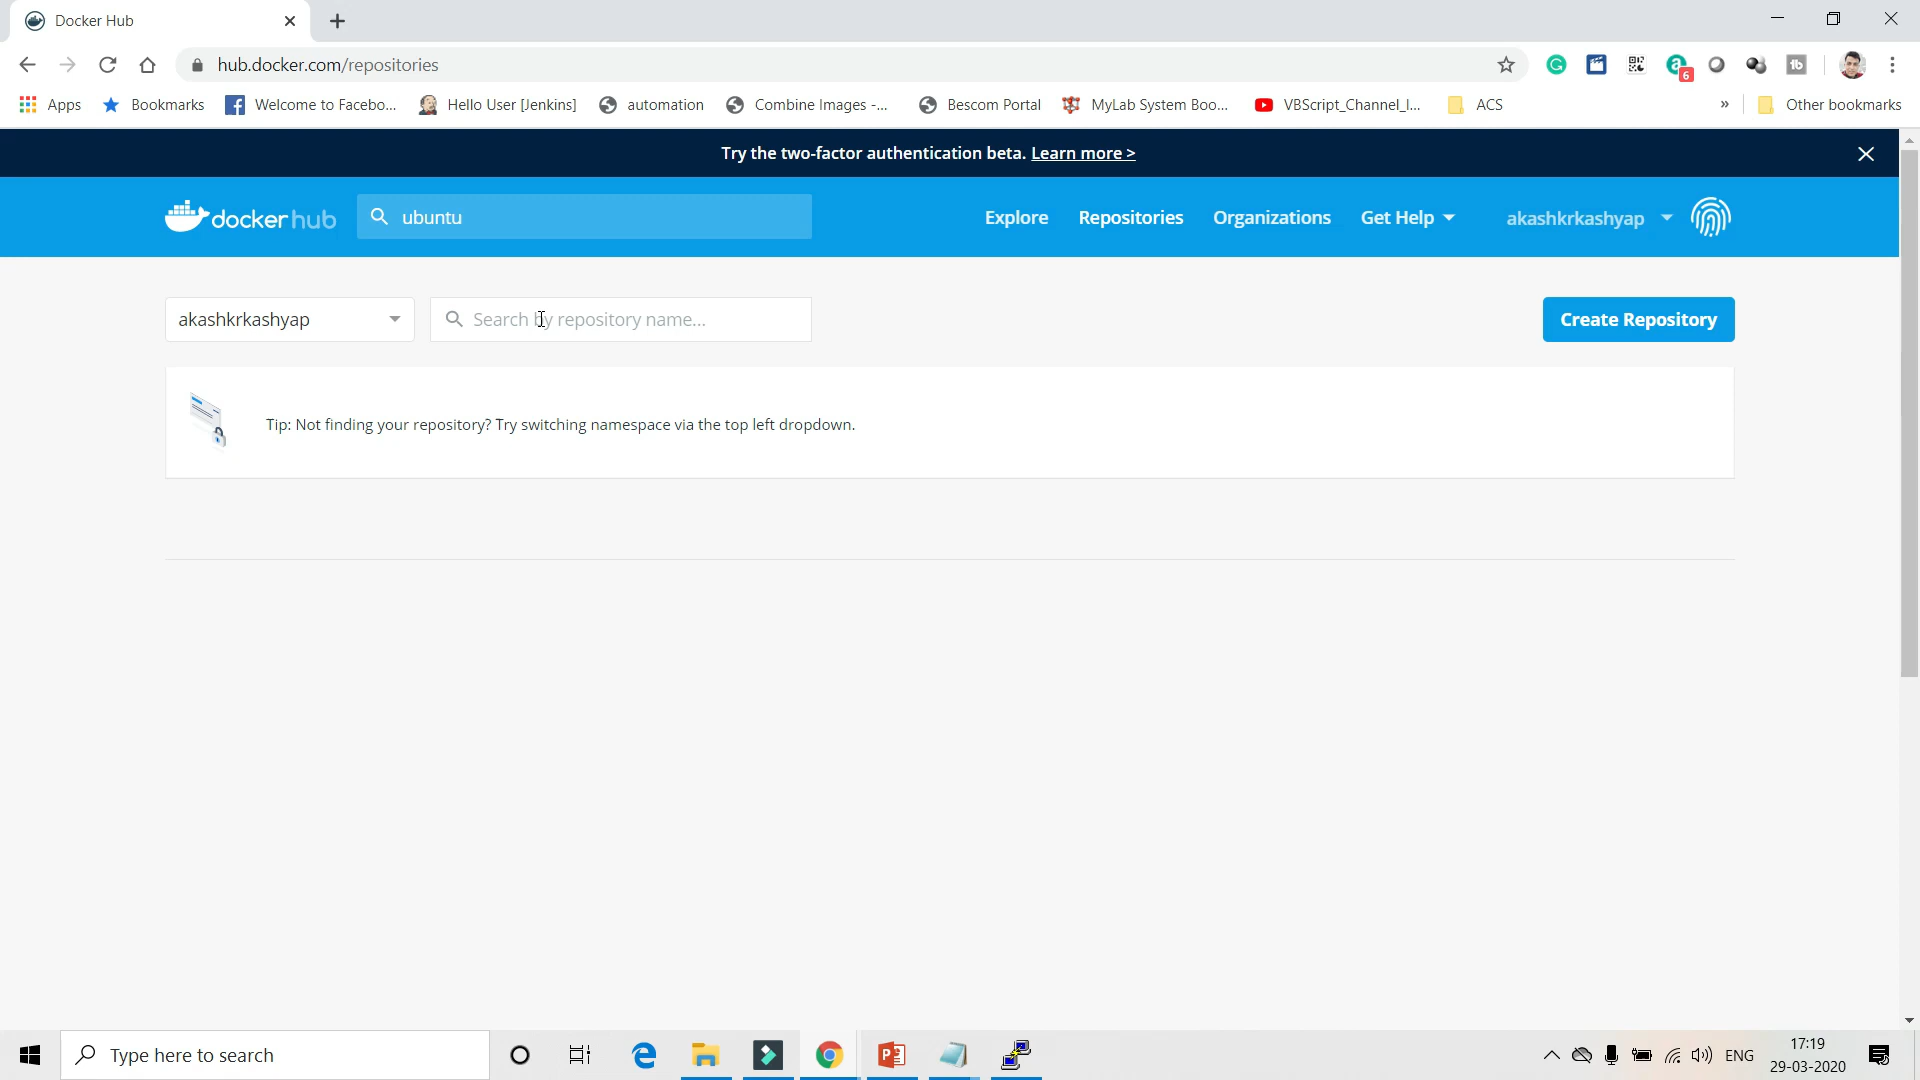 Docker Hub
hub.docker.com/repositories
6
Apps
Bookmarks
Welcome to Facebo...
Hello User [Jenkins]
automation
Combine Images -...
Bescom Portal
MyLab System Boo...
VBScript_Channel_I...
ACS
»
Other bookmarks
Try the two-factor authentication beta. Learn more >
dockerhub
ubuntu
Explore
Repositories
Organizations
Get Help
akashkrkashyap
akashkrkashyap
Search by repository name...
Create Repository
Tip: Not finding your repository? Try switching namespace via the top left dropdown.
Type here to search
ENG
17:19
29-03-2020